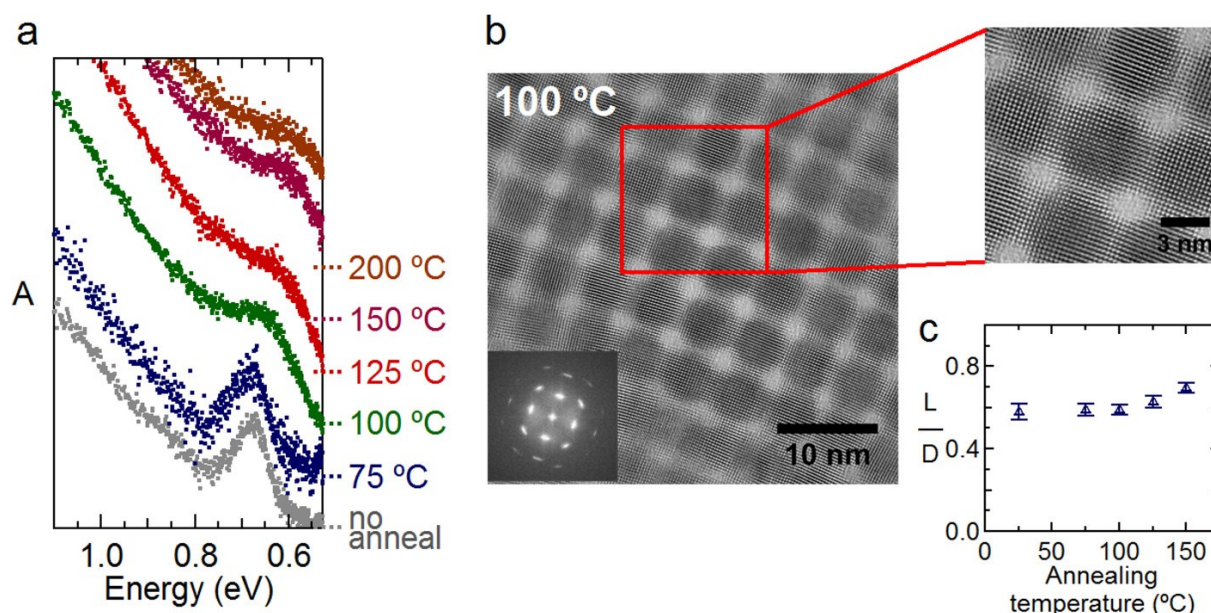 a
A
200 ºC
150 ºC
125 ºC
100 ºC
75 ºC
no
anneal
1.0 0.8 0.6
Energy (eV)
b
100 ºC
10 nm
3 nm
c
L
D
0.8
0.4
0.0
0 50 100 150
Annealing
temperature (ºC)